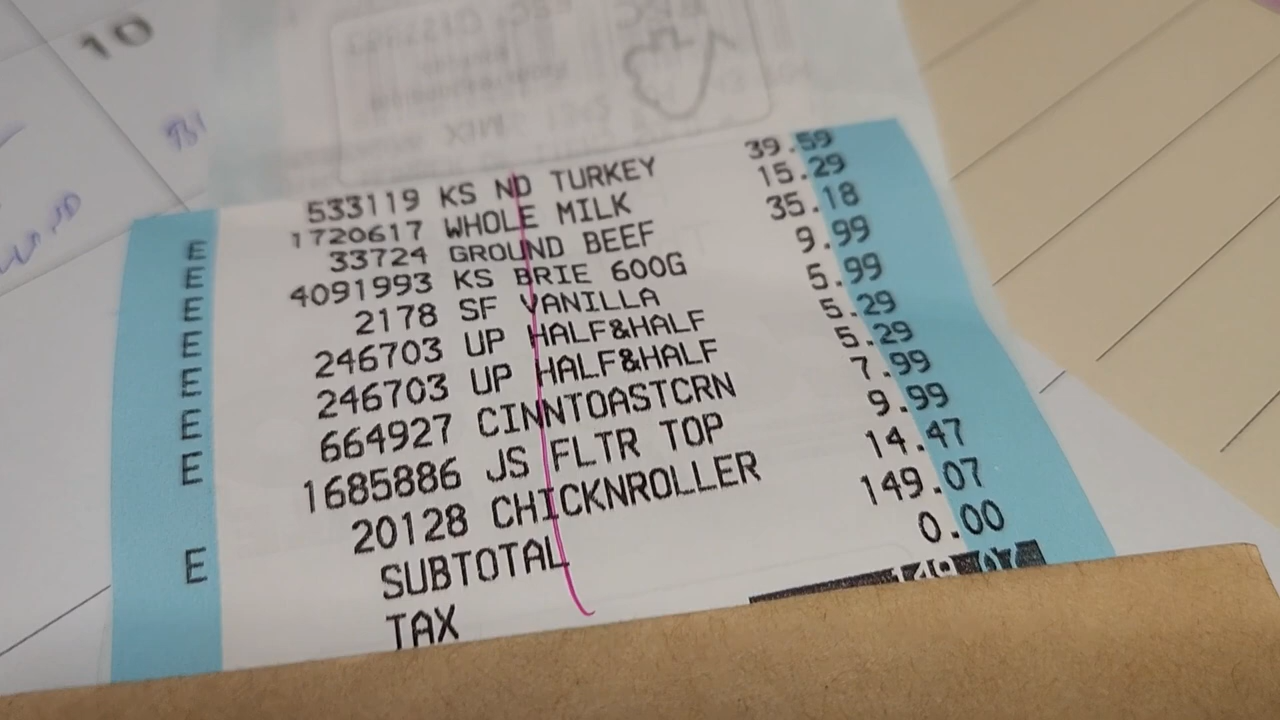 10
533119 KS ND TURKEY 39.59
E 1720617 WHOLE MILK 15.29
E 33724 GROUND BEEF 35.18
E 4091993 KS BRIE 600G 9.99
E 2178 SF VANILLA 5.99
E 246703 UP HALF&HALF 5.29
E 246703 UP HALF&HALF 5.29
E 664927 CINNTOASTCRN 7.99
1685886 JS FLTR TOP 9.99
E 20128 CHICKNROLLER 14.47
SUBTOTAL 149.07
TAX 0.00